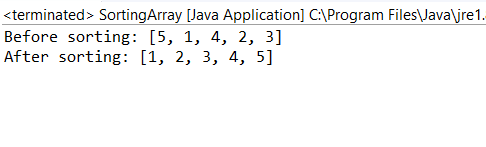 <terminated> SortingArray [Java Application] C:\Program Files\Java\jre1.
Before sorting: [5, 1, 4, 2, 3]
After sorting: [1, 2, 3, 4, 5]